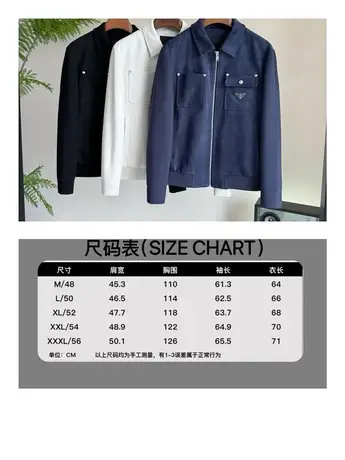 尺码表(SIZE CHART)
尺寸 肩宽 胸围 袖长 衣长
M/48 45.3 110 61.3 64
L/50 46.5 114 62.5 66
XL/52 47.7 118 63.7 68
XXL/54 48.9 122 64.9 70
XXXL/56 50.1 126 65.5 71
单位：CM 以上尺码均为手工测量，有1-3误差属于正常行为